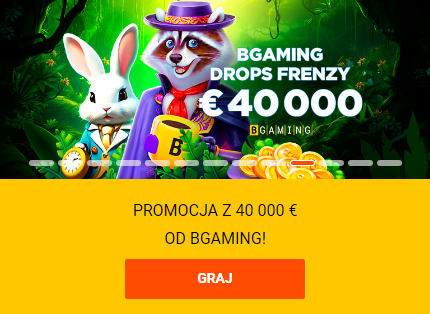 BGAMING
DROPS FRENZY
€ 40 000
BGAMING
B
PROMOCJA Z 40 000 €
OD BGAMING!
GRAJ